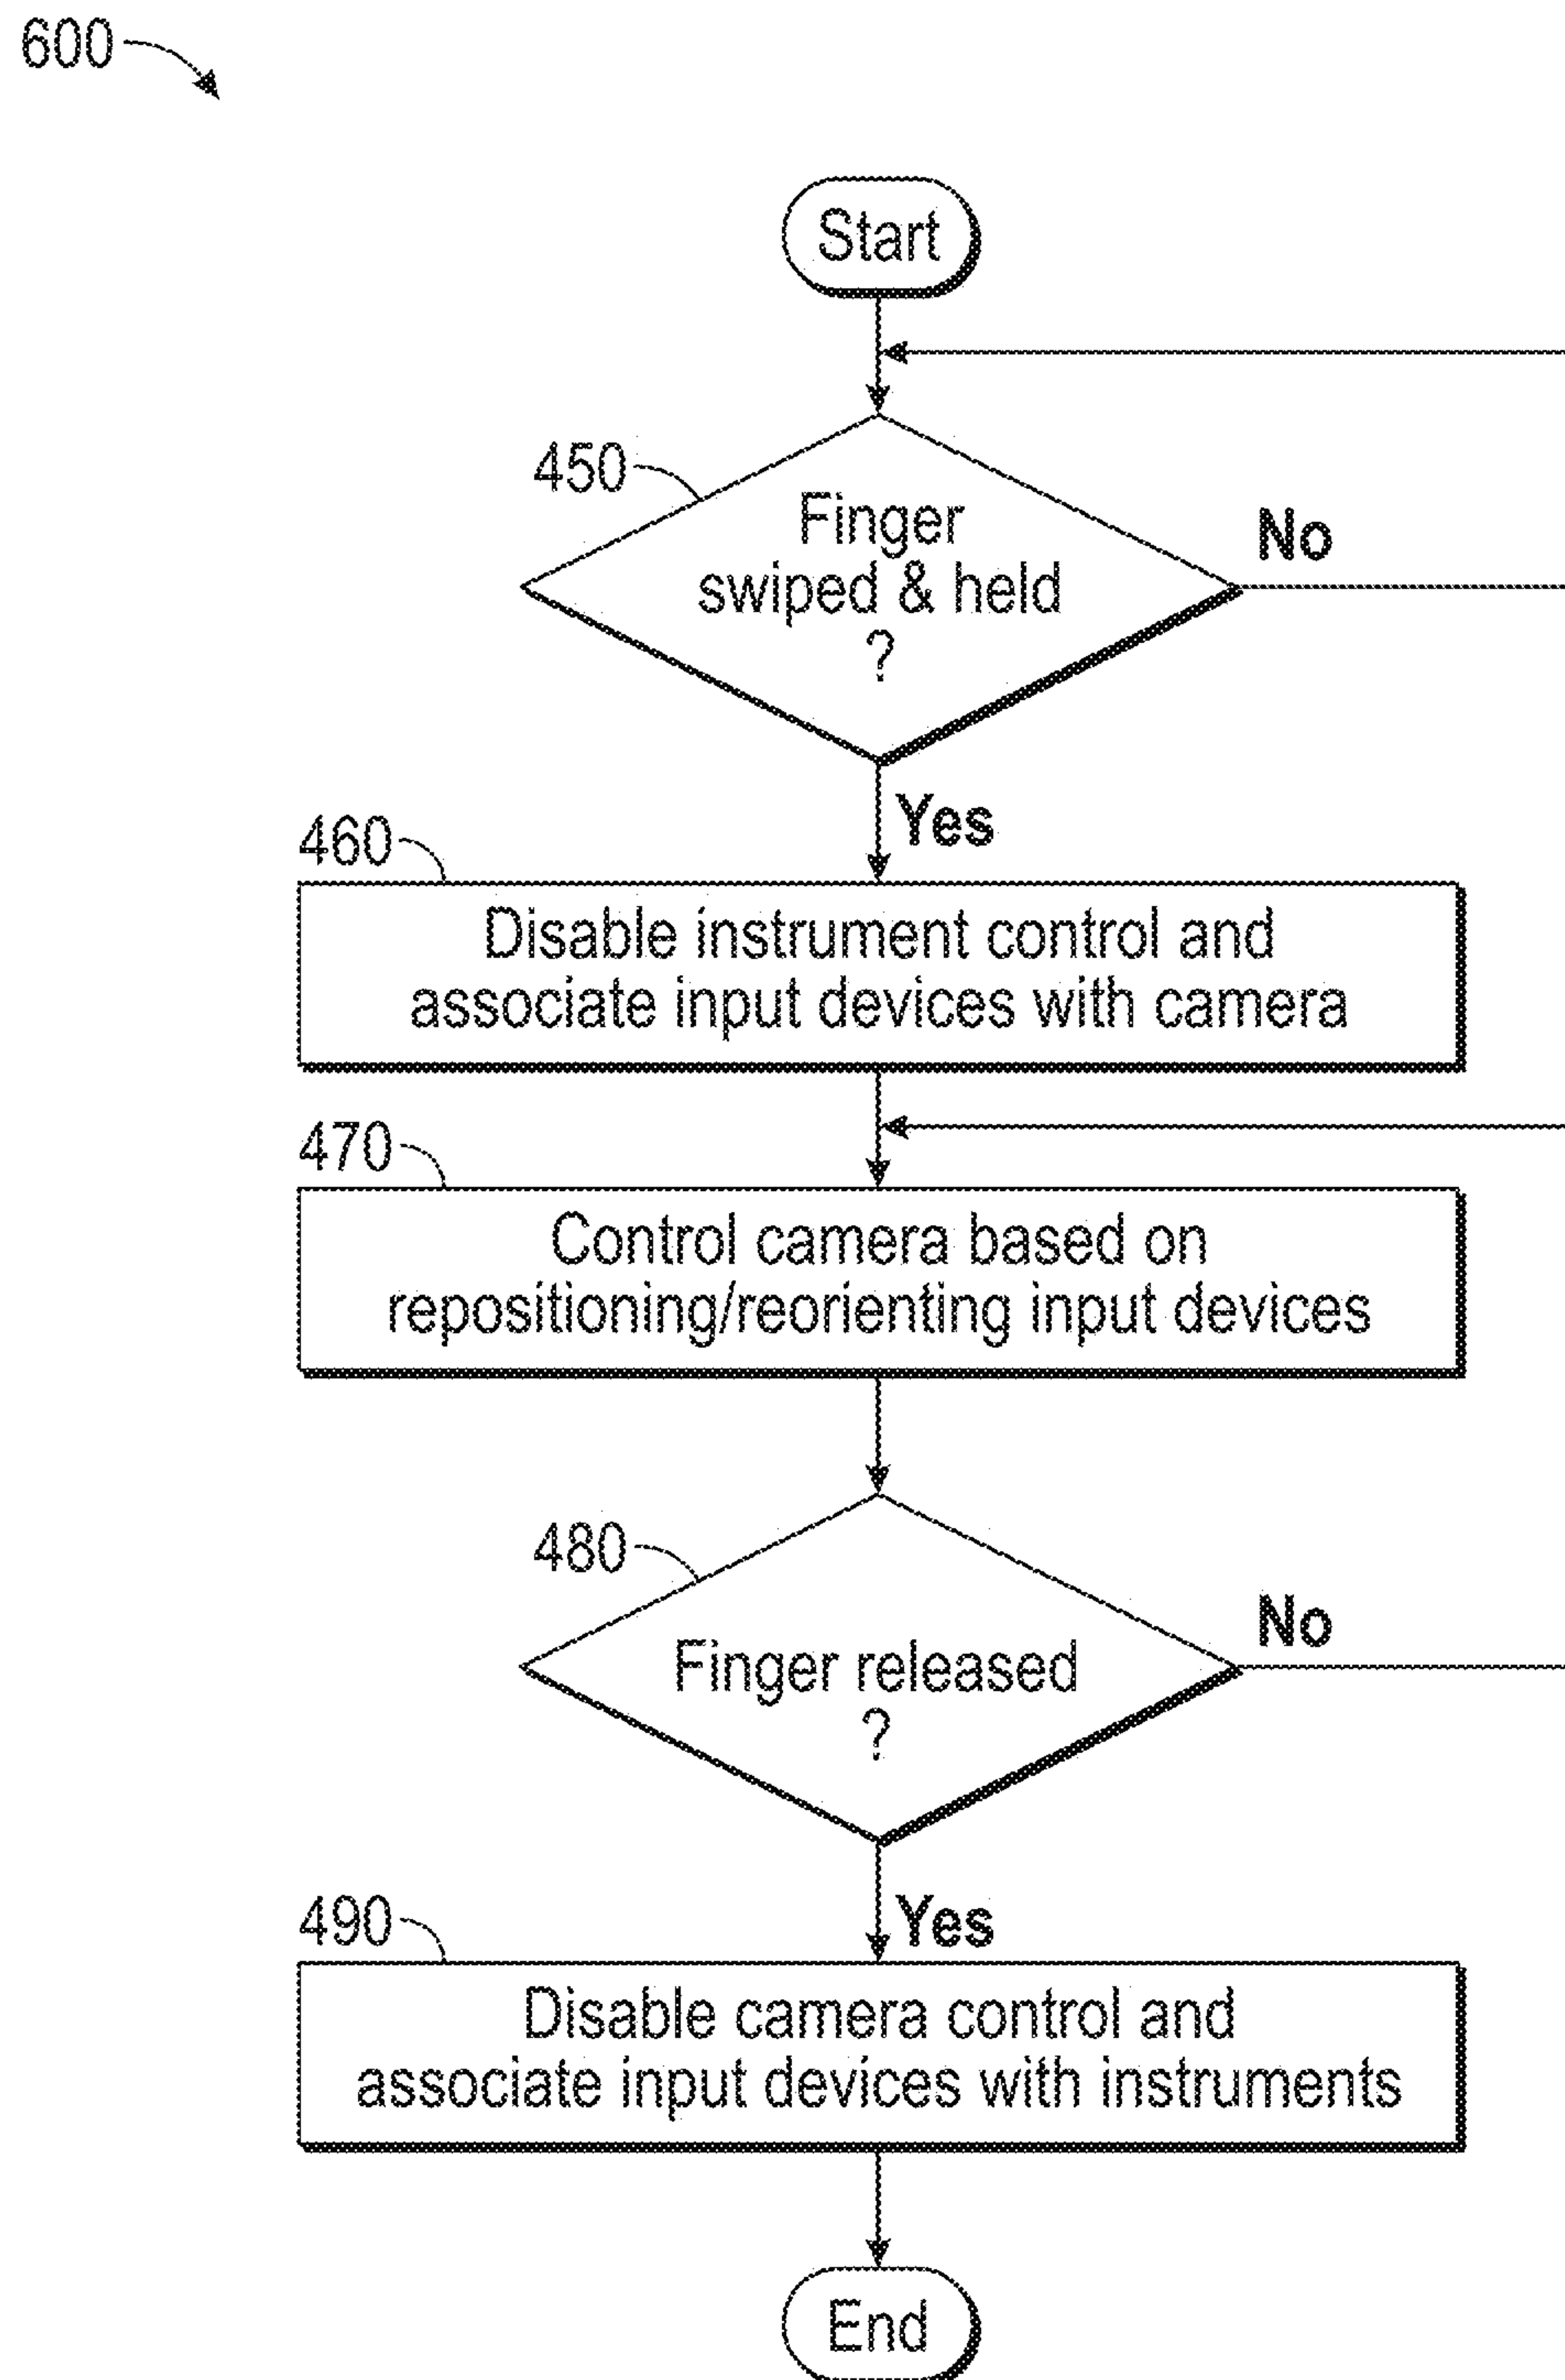 600
Start
450
Finger
swiped & held
?
No
Yes
460
Disable instrument control and
associate input devices with camera
470
Control camera based on
repositioning/reorienting input devices
480
Finger released
?
No
Yes
490
Disable camera control and
associate input devices with instruments
End